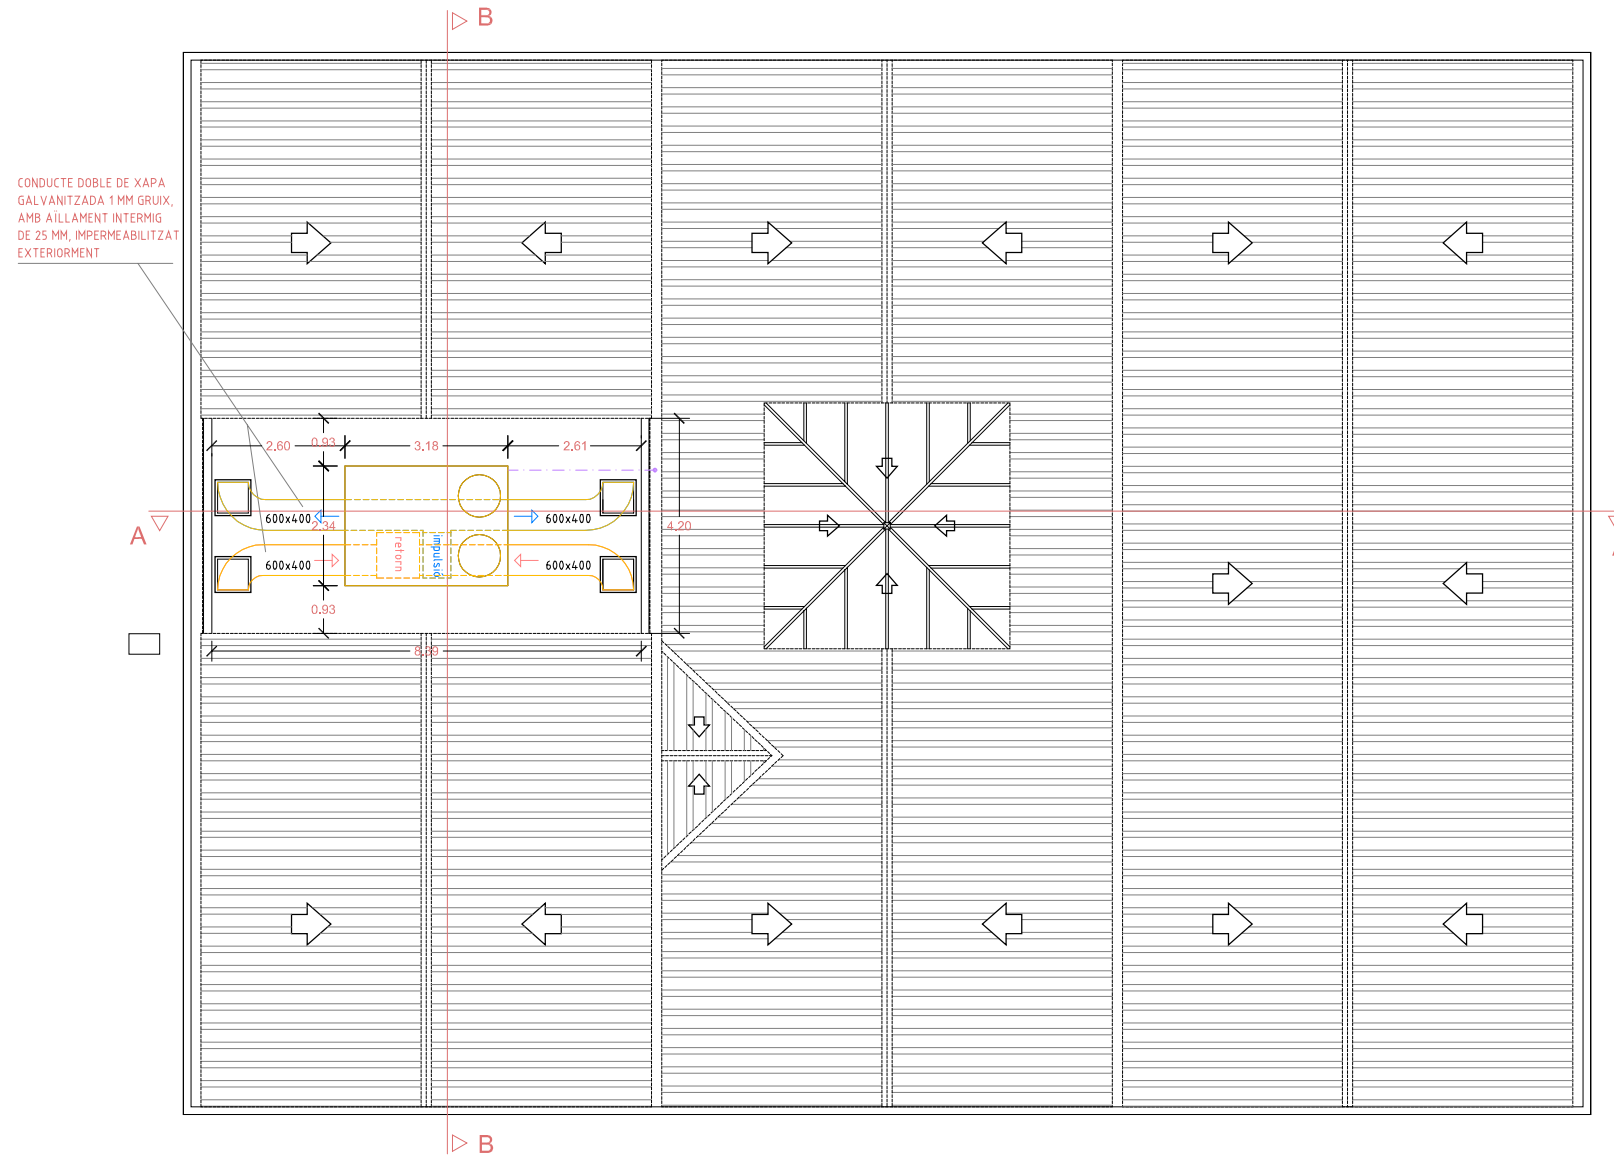 B
CONDUCTE DOBLE DE XAPA
GALVANITZADA 1 MM GRUIX,
AMB AÏLLAMENT INTERMIG
DE 25 MM, IMPERMEABILITZAT
EXTERIORMENT
2.60
0.93
3.18
2.61
600x400
2.34
600x400
4.20
A
retorn
impulsió
600x400
600x400
0.93
8.39
B